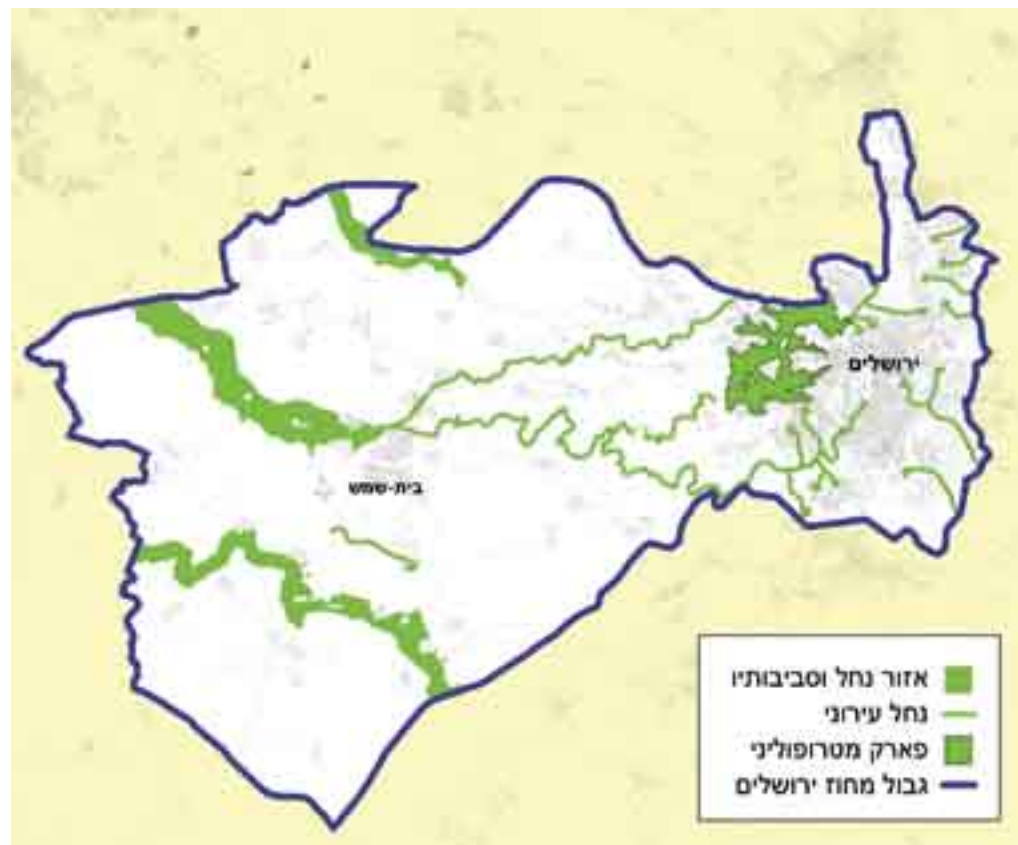 ירושלים
בית-שמש
אזור נחל וסביבותיו
נחל עירוני
פארק מטרופוליני
גבול מחוז ירושלים